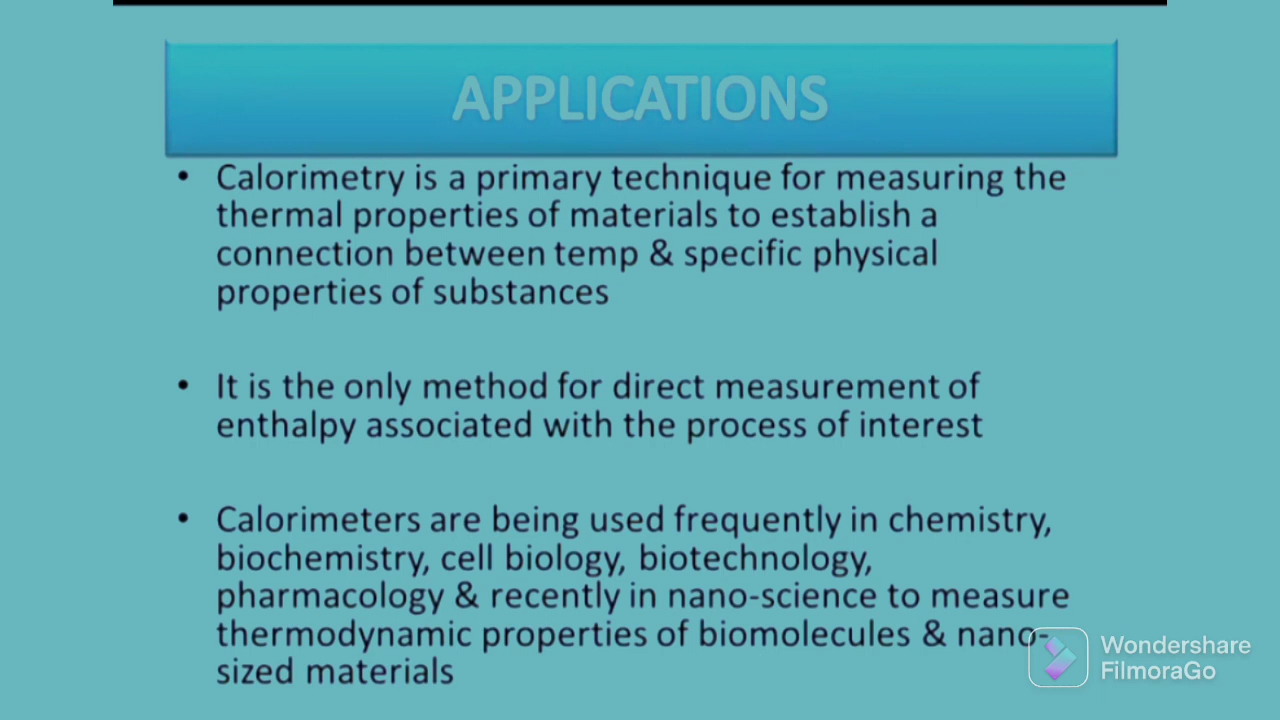 APPLICATIONS
• Calorimetry is a primary technique for measuring the
thermal properties of materials to establish a
connection between temp & specific physical
properties of substances
• It is the only method for direct measurement of
enthalpy associated with the process of interest
• Calorimeters are being used frequently in chemistry,
biochemistry, cell biology, biotechnology,
pharmacology & recently in nano-science to measure
thermodynamic properties of biomolecules & nano-
sized materials
Wondershare
FilmoraGo